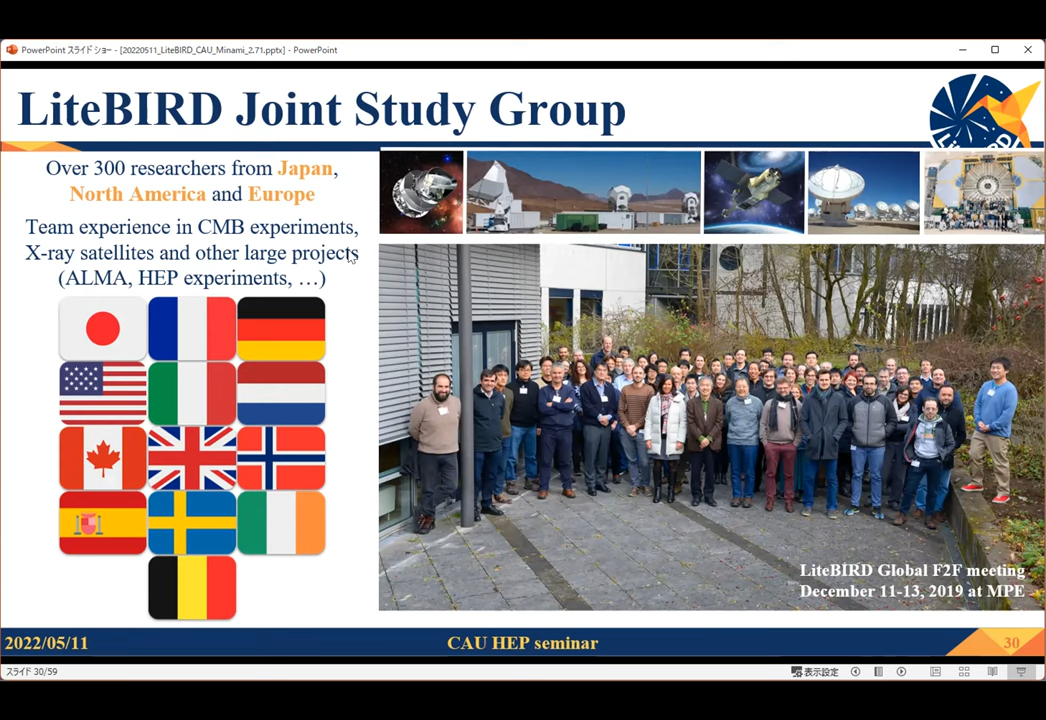 PowerPoint スライド ショー - [20220511_LiteBIRD_CAU_Minami_2.71.pptx] - PowerPoint
LiteBIRD Joint Study Group
LiteBIRD
Over 300 researchers from Japan,
North America and Europe
Team experience in CMB experiments,
X-ray satellites and other large projects
(ALMA, HEP experiments, …)
LiteBIRD Global F2F meeting
December 11-13, 2019 at MPE
2022/05/11
CAU HEP seminar
30
スライド 30/59
表示設定